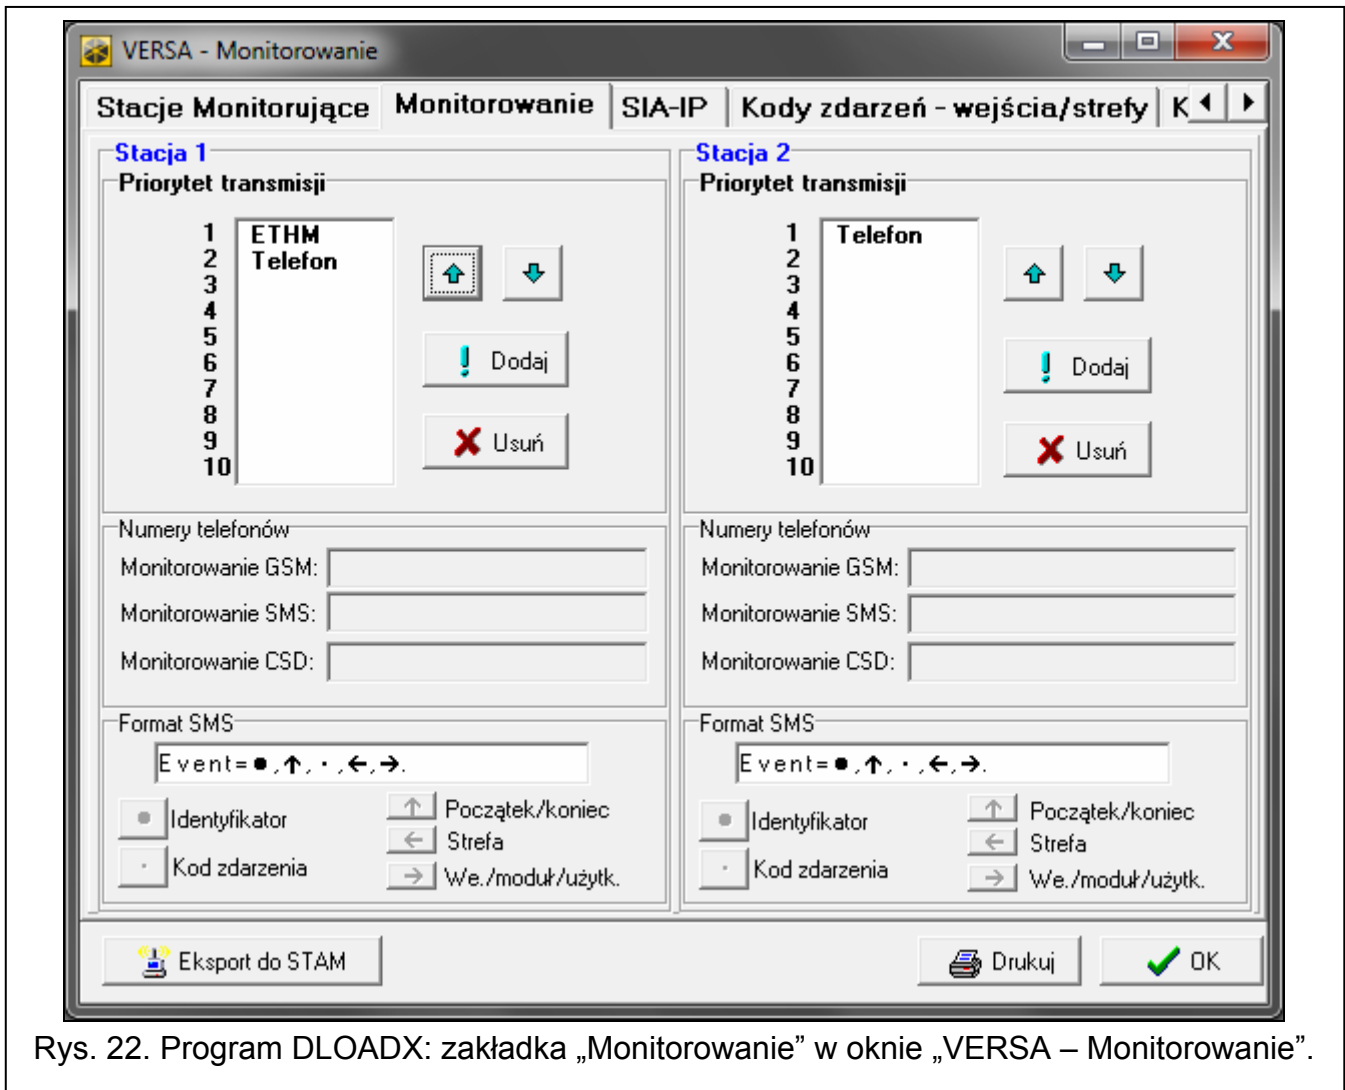 VERSA - Monitorowanie
Stacje Monitorujące Monitorowanie SIA-IP Kody zdarzeń - wejścia/strefy K
Stacja 1
Priorytet transmisji
1 ETHM
2 Telefon
3
4
5
6
7
8
9
10
Dodaj
Usuń
Numery telefonów
Monitorowanie GSM:
Monitorowanie SMS:
Monitorowanie CSD:
Format SMS
Event=●,↑,·,←,→.
● Identyfikator
↑ Początek/koniec
← Strefa
· Kod zdarzenia
→ We./moduł/użytk.
Stacja 2
Priorytet transmisji
1 Telefon
2
3
4
5
6
7
8
9
10
Dodaj
Usuń
Numery telefonów
Monitorowanie GSM:
Monitorowanie SMS:
Monitorowanie CSD:
Format SMS
Event=●,↑,·,←,→.
● Identyfikator
↑ Początek/koniec
← Strefa
· Kod zdarzenia
→ We./moduł/użytk.
Eksport do STAM Drukuj OK
Rys. 22. Program DLOADX: zakładka „Monitorowanie” w oknie „VERSA – Monitorowanie”.